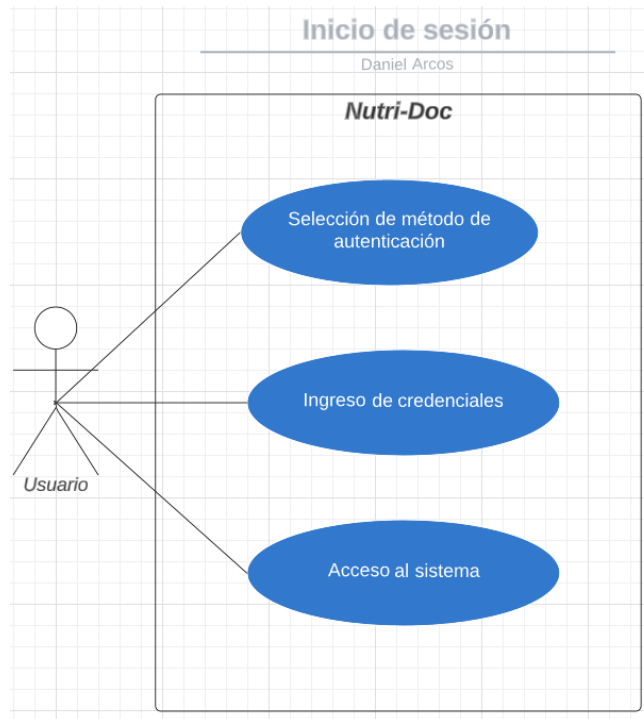 Inicio de sesión
Daniel Arcos
Nutri-Doc
Selección de método de
autenticación
Ingreso de credenciales
Usuario
Acceso al sistema